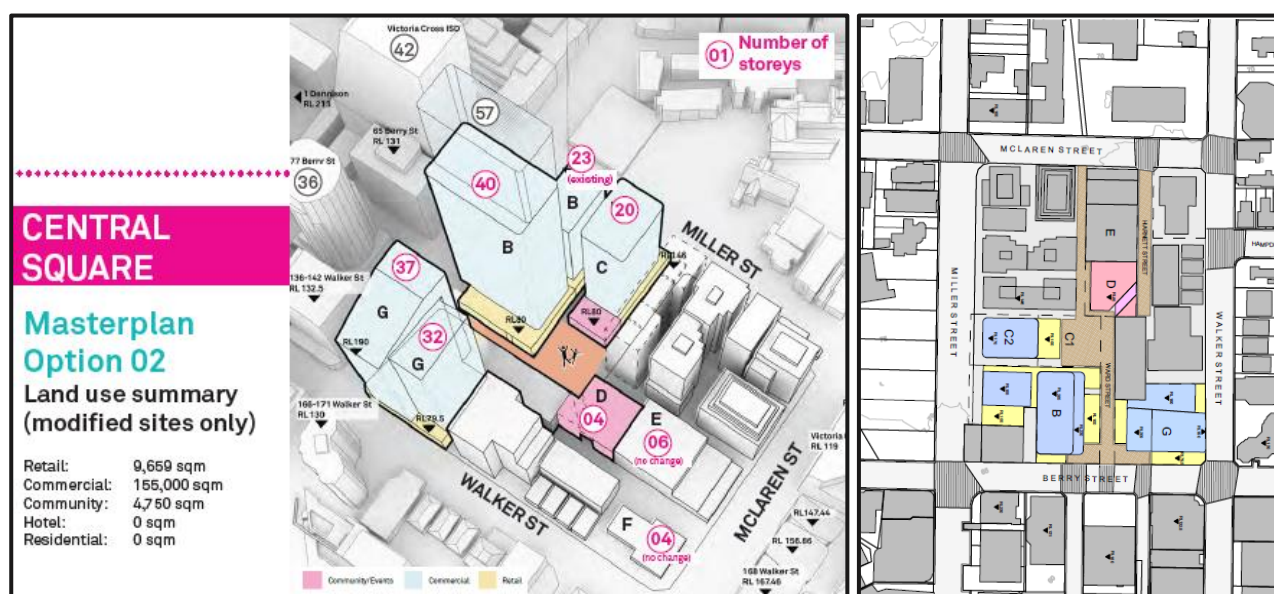 CENTRAL
SQUARE
Masterplan
Option 02
Land use summary
(modified sites only)
Retail: 9,659 sqm
Commercial: 155,000 sqm
Community: 4,750 sqm
Hotel: 0 sqm
Residential: 0 sqm
Victoria Cross ISD
42
01 Number of
storeys
1 Dennison
RL 215
57
65 Berry St
RL 131
77 Berry St
36
23
(existing)
40
20
B
B
C
MILLER ST
RL146
37
136-142 Walker St
RL 132.5
G
32
G
RL80
RL80
RL190
D
04
E
06
(no change)
166-171 Walker St
RL 130
RL79.5
WALKER ST
MCLAREN ST
F
04
(no change)
RL 119
RL147.44
RL 156.86
168 Walker St
RL 167.46
Community/Events
Commercial
Retail
MCLAREN STREET
HARNETT STREET
E
D
MILLER STREET
WALKER STREET
C2
C1
WARD STREET
B
G
BERRY STREET